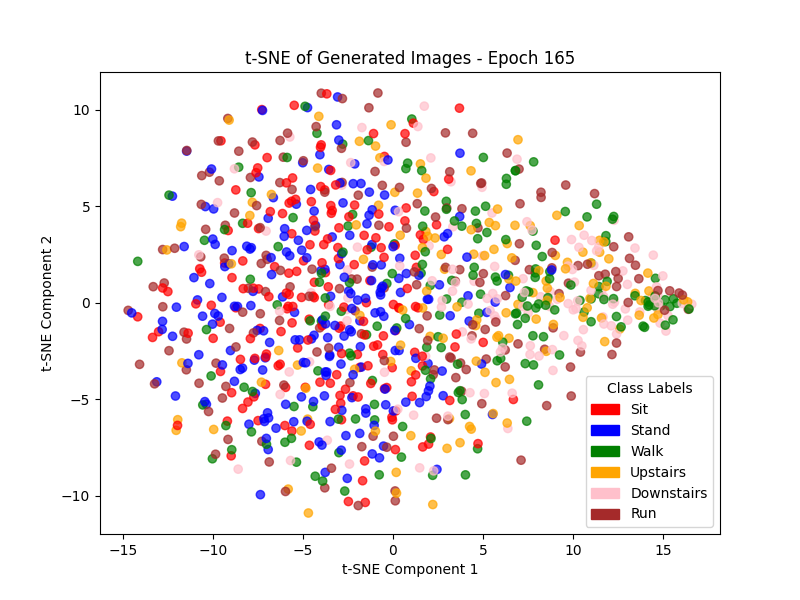 t-SNE of Generated Images - Epoch 165
t-SNE Component 2
10
5
0
−5
−10
−15
−10
−5
0
5
10
15
t-SNE Component 1
Class Labels
Sit
Stand
Walk
Upstairs
Downstairs
Run